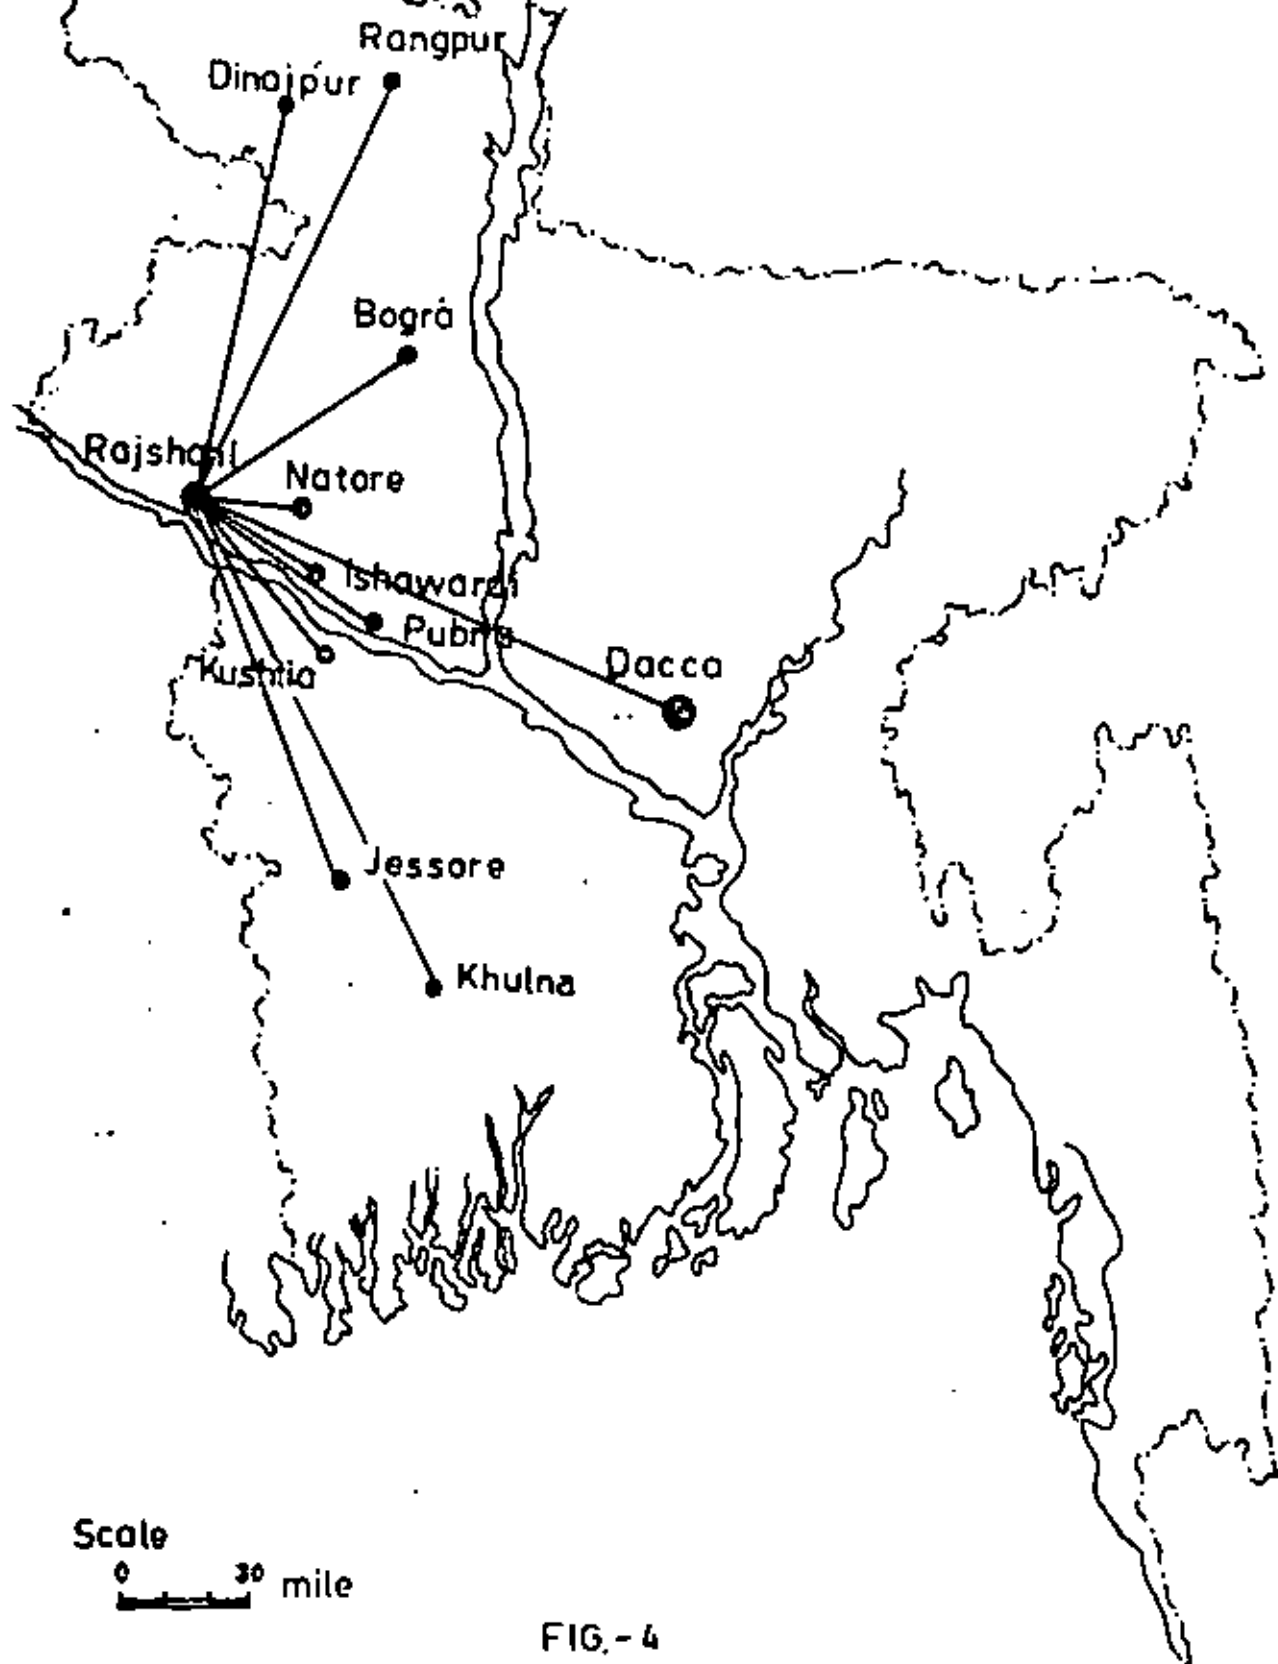 Rangpur
Dinajpur
Bogra
Rajshahi
Natore
Ishawardi
Pubna
Dacca
Kushtia
Jessore
Khulna
Scale
0 30 mile
FIG.-4